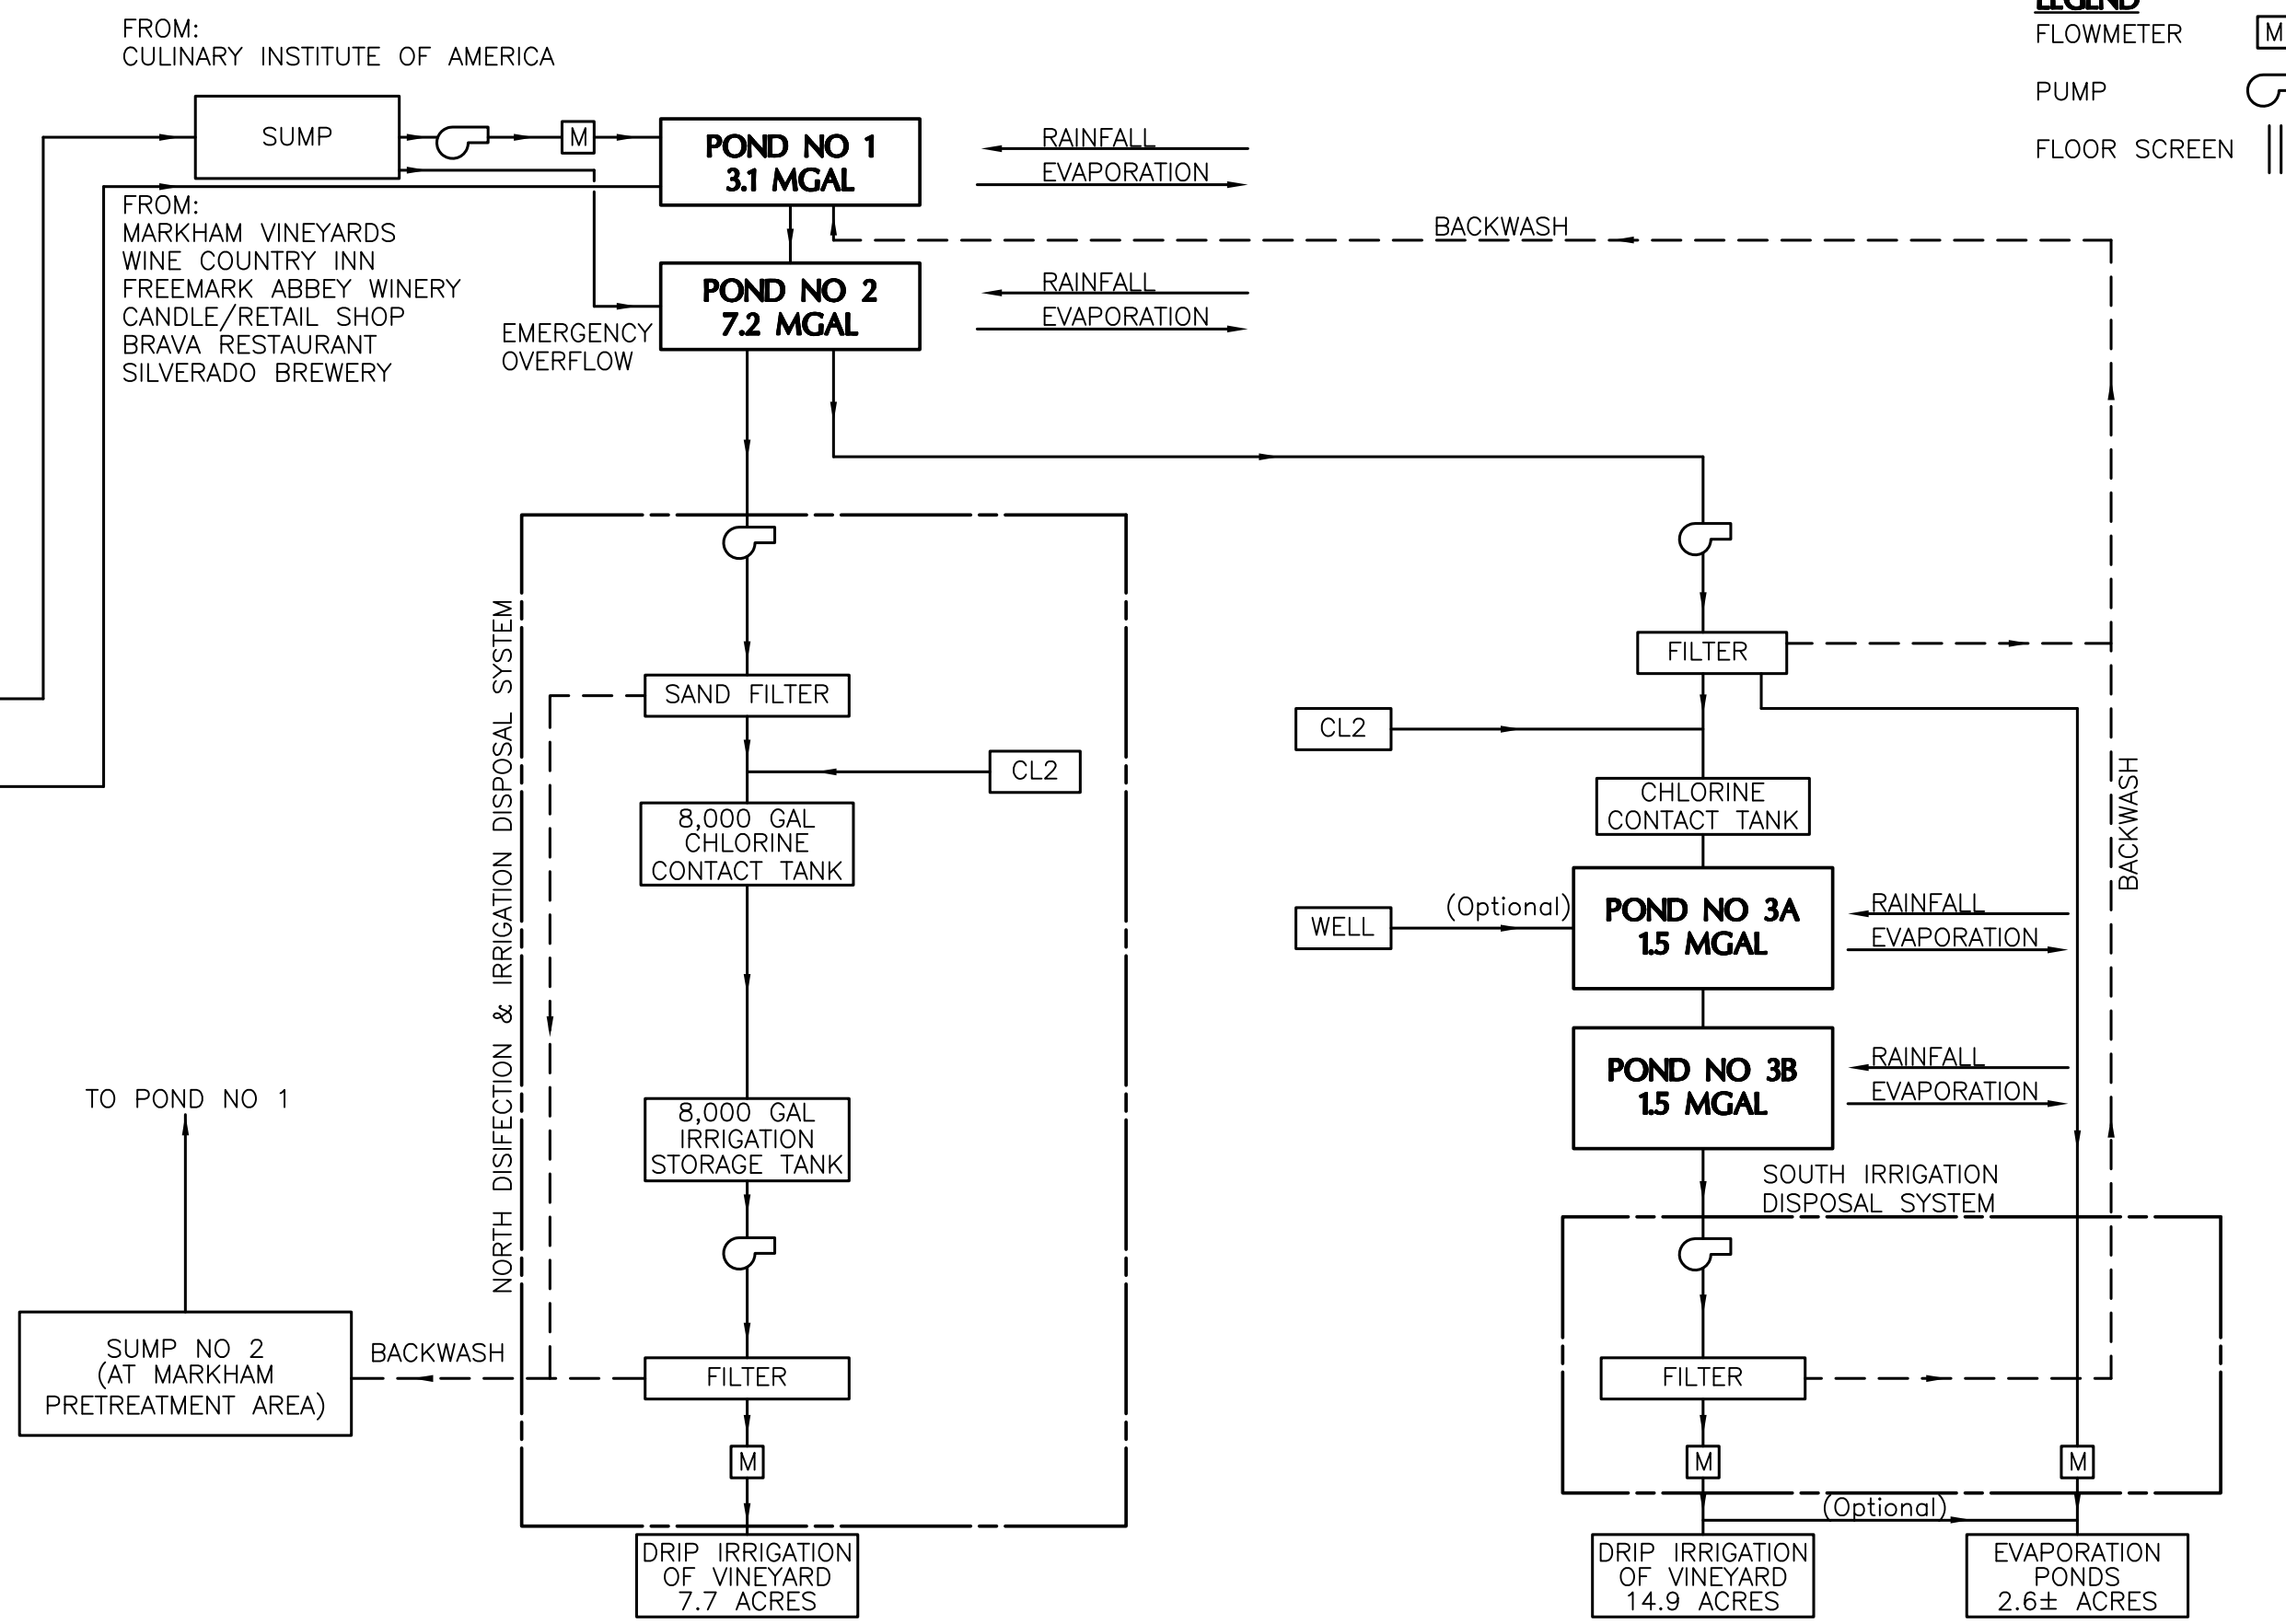 LEGEND
FLOWMETER
M
PUMP
FLOOR SCREEN
FROM:
CULINARY INSTITUTE OF AMERICA
SUMP
M
POND NO 1
3.1 MGAL
RAINFALL
EVAPORATION
FROM:
MARKHAM VINEYARDS
WINE COUNTRY INN
FREEMARK ABBEY WINERY
CANDLE/RETAIL SHOP
BRAVA RESTAURANT
SILVERADO BREWERY
BACKWASH
EMERGENCY
OVERFLOW
POND NO 2
7.2 MGAL
RAINFALL
EVAPORATION
NORTH DISIFECTION & IRRIGATION DISPOSAL SYSTEM
SAND FILTER
CL2
8,000 GAL
CHLORINE
CONTACT TANK
8,000 GAL
IRRIGATION
STORAGE TANK
FILTER
M
DRIP IRRIGATION
OF VINEYARD
7.7 ACRES
TO POND NO 1
SUMP NO 2
(AT MARKHAM
PRETREATMENT AREA)
BACKWASH
FILTER
CL2
CHLORINE
CONTACT TANK
BACKWASH
WELL
(Optional)
POND NO 3A
1.5 MGAL
RAINFALL
EVAPORATION
POND NO 3B
1.5 MGAL
RAINFALL
EVAPORATION
SOUTH IRRIGATION
DISPOSAL SYSTEM
FILTER
M
M
(Optional)
DRIP IRRIGATION
OF VINEYARD
14.9 ACRES
EVAPORATION
PONDS
2.6± ACRES